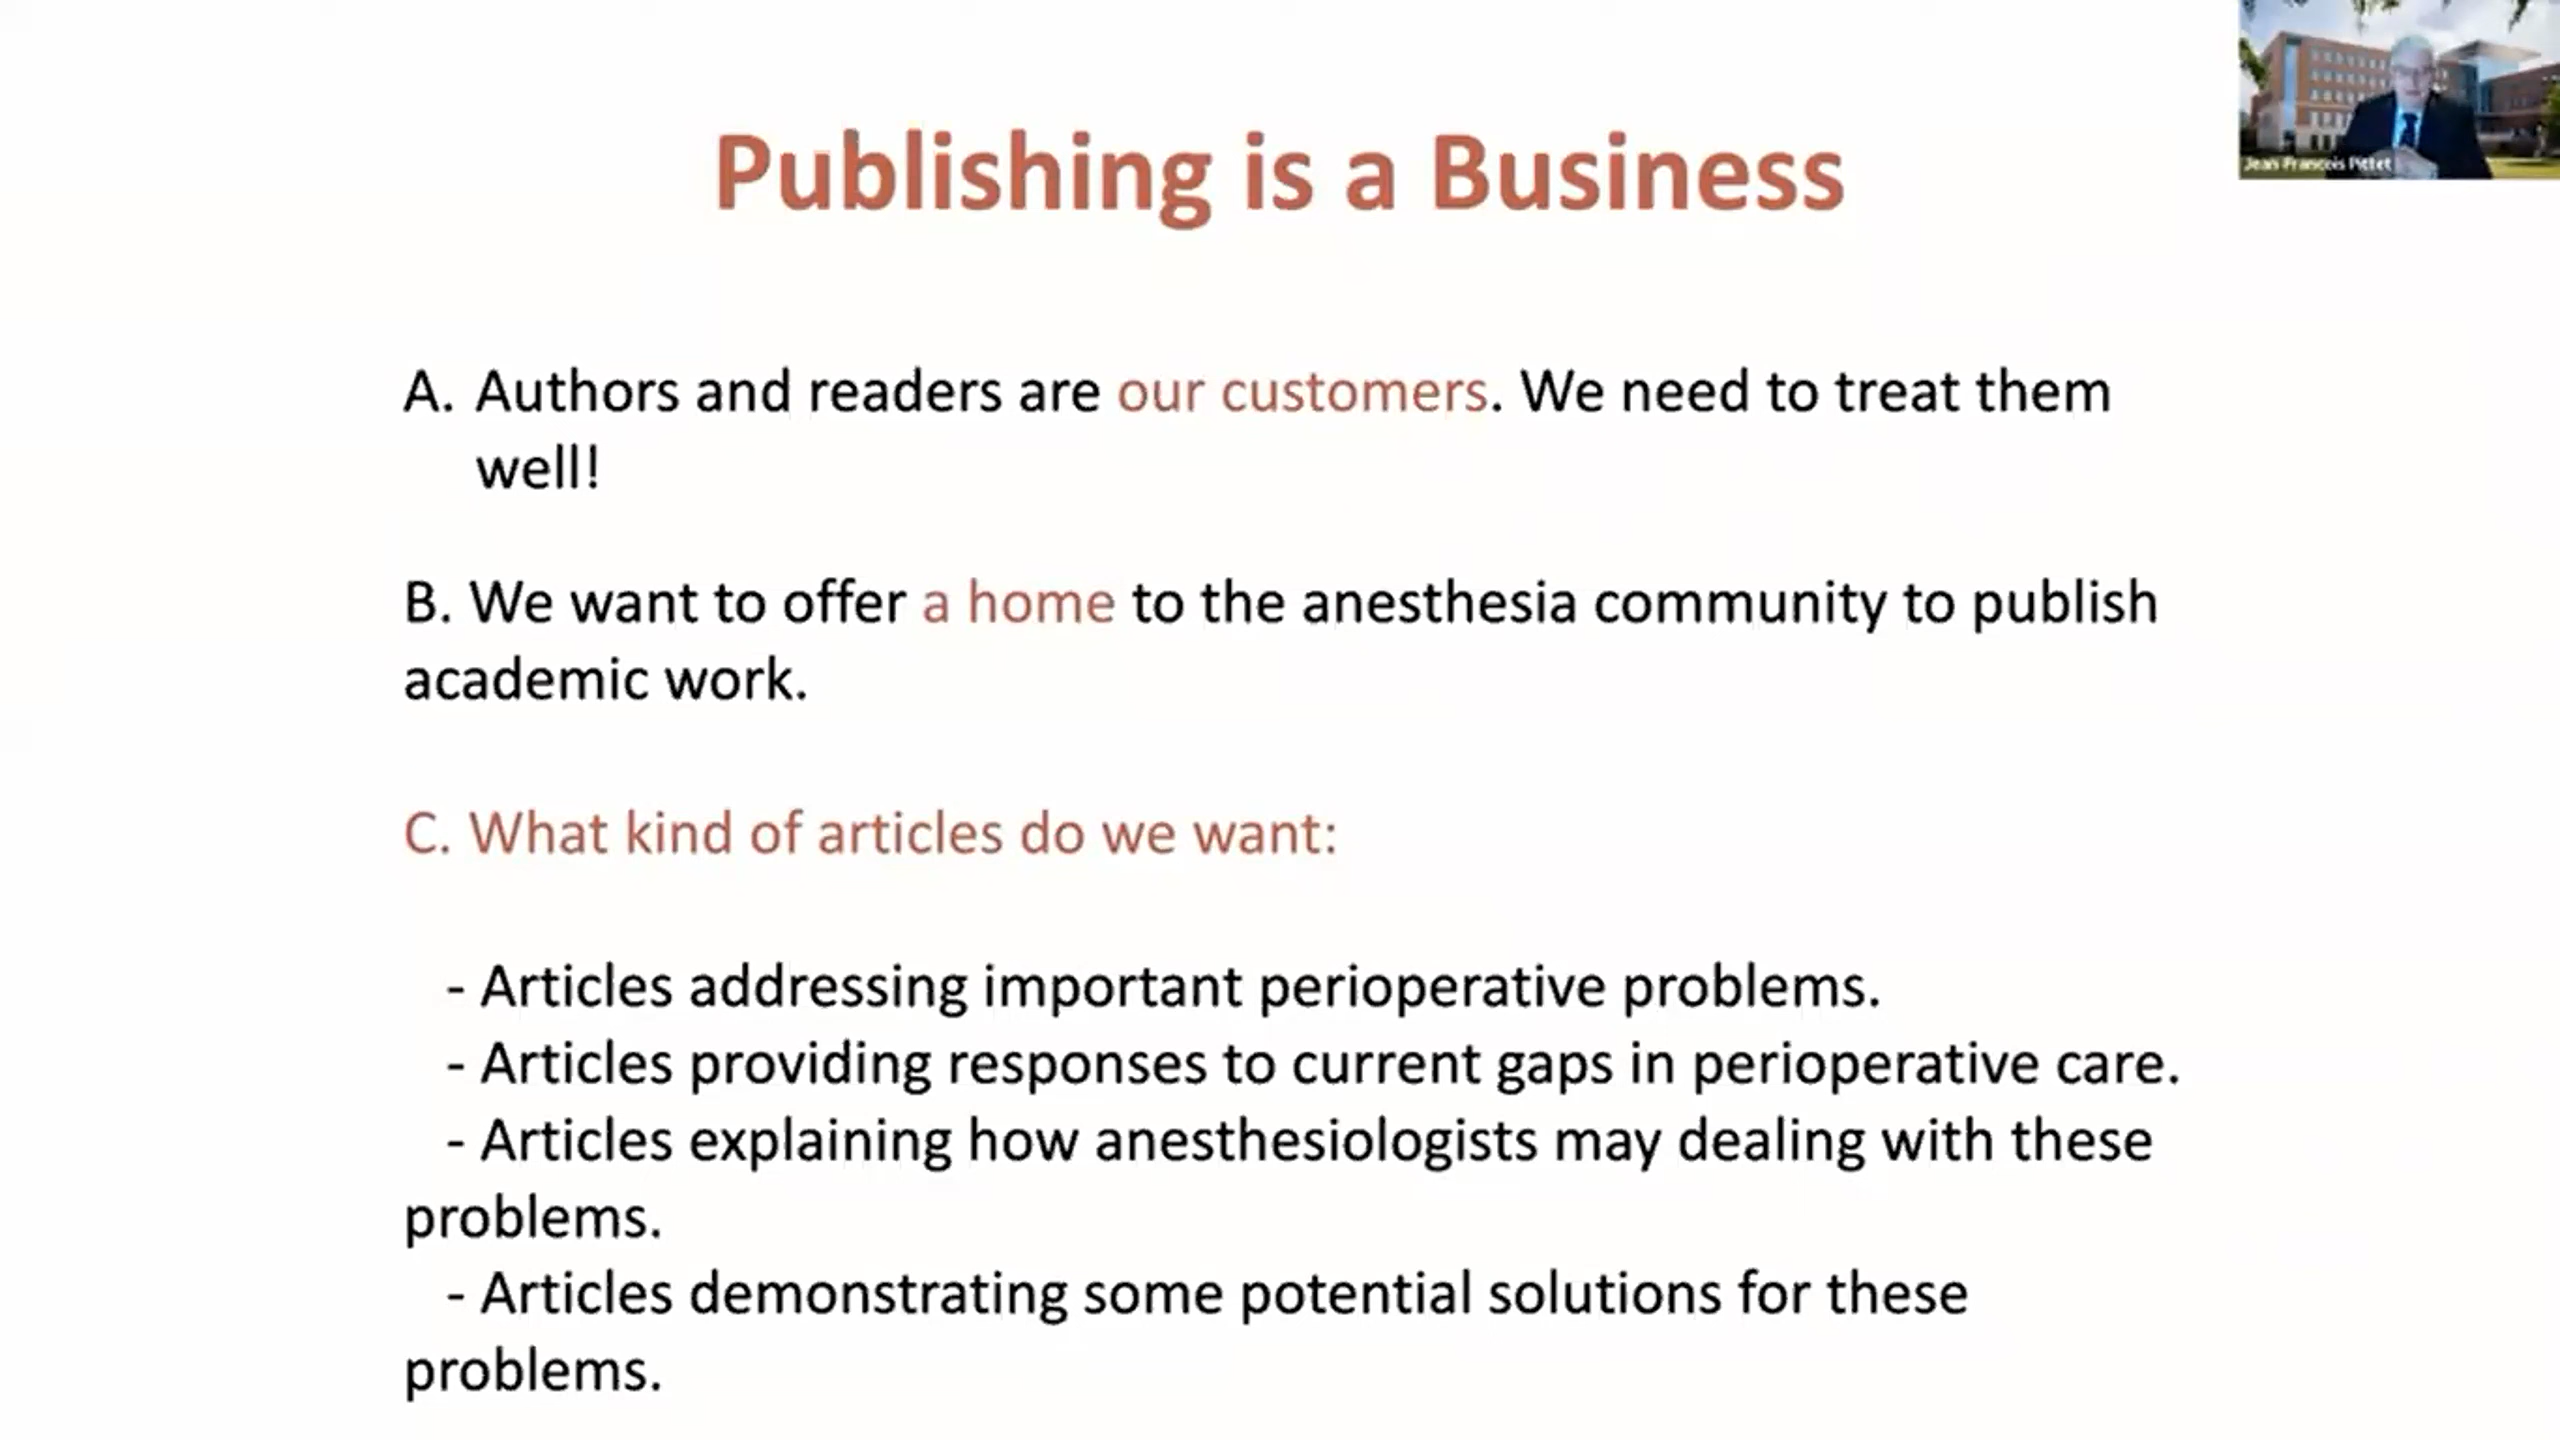 Publishing is a Business
Jean Francois Pittet
A. Authors and readers are our customers. We need to treat them
well!
B. We want to offer a home to the anesthesia community to publish
academic work.
C. What kind of articles do we want:
- Articles addressing important perioperative problems.
- Articles providing responses to current gaps in perioperative care.
- Articles explaining how anesthesiologists may dealing with these
problems.
- Articles demonstrating some potential solutions for these
problems.